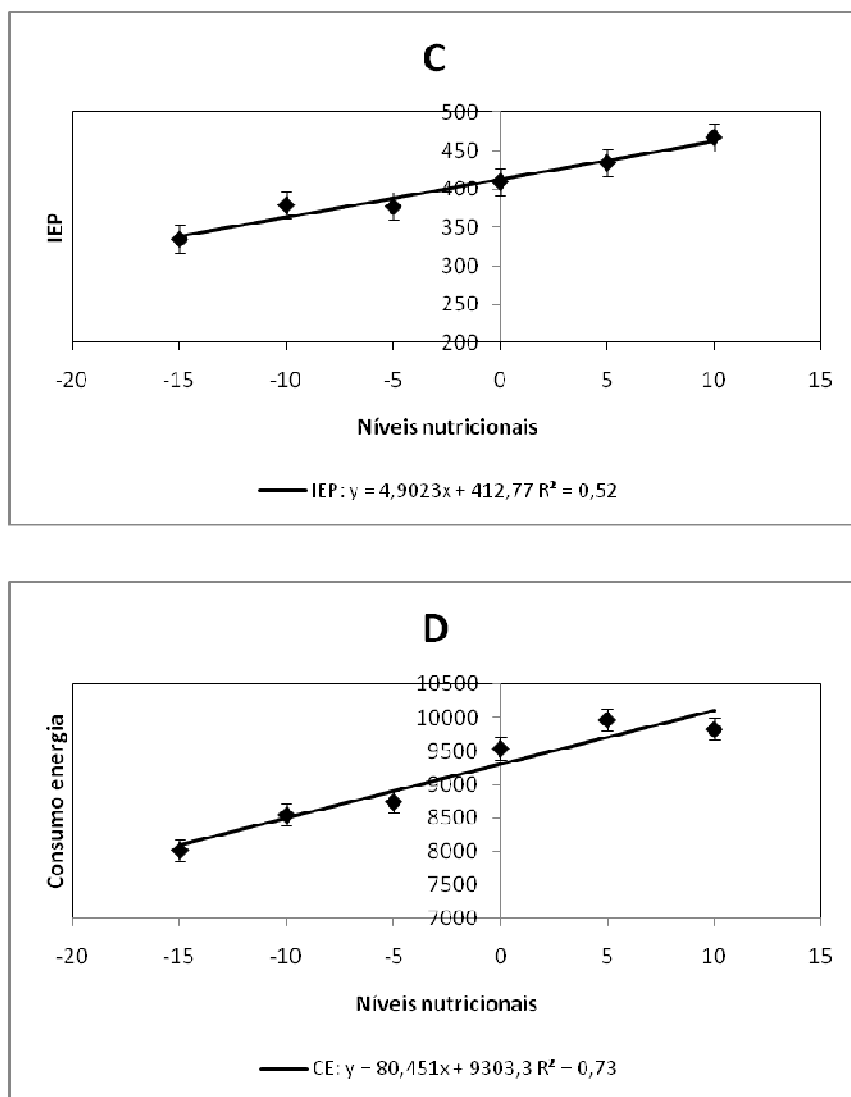 C
500
450
400
350
300
250
200
IEP
-20 -15 -10 -5 0 5 10 15
Níveis nutricionais
IEP: y = 4,9023x + 412,77 R² = 0,52
D
10500
10000
9500
9000
8500
8000
7500
7000
Consumo energia
-20 -15 -10 -5 0 5 10 15
Níveis nutricionais
CE: y = 80,451x + 9303,3 R² = 0,73